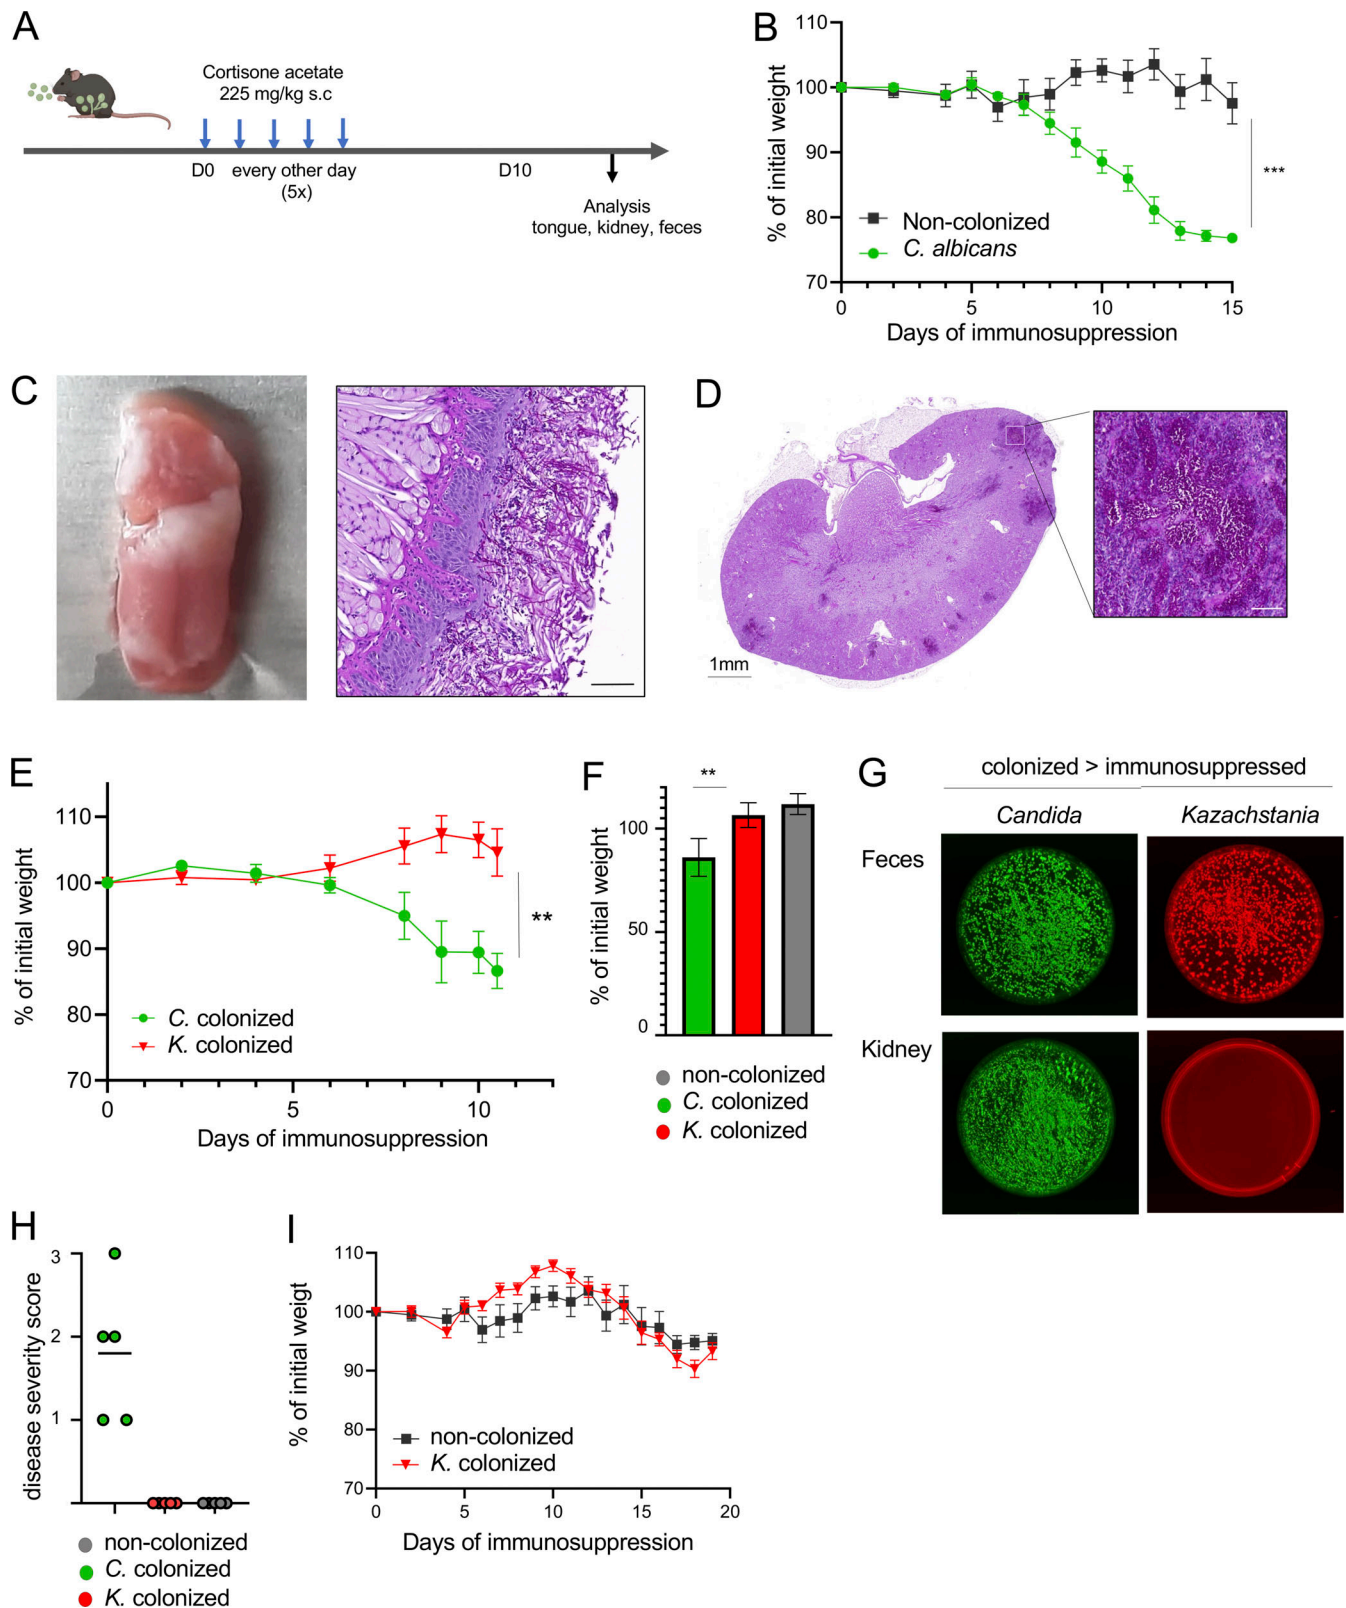 A
Cortisone acetate
225 mg/kg s.c
D0
every other day
(5x)
D10
Analysis
tongue, kidney, feces
B
% of initial weight
110
100
90
80
70
Non-colonized
C. albicans
***
0
5
10
15
Days of immunosuppression
C
D
1mm
E
% of initial weight
110
100
90
80
70
C. colonized
K. colonized
**
0
5
10
Days of immunosuppression
F
**
% of initial weight
100
50
0
non-colonized
C. colonized
K. colonized
G
colonized > immunosuppressed
Candida
Kazachstania
Feces
Kidney
H
disease severity score
3
2
1
non-colonized
C. colonized
K. colonized
I
% of initial weigt
110
100
90
80
70
non-colonized
K. colonized
0
5
10
15
20
Days of immunosuppression